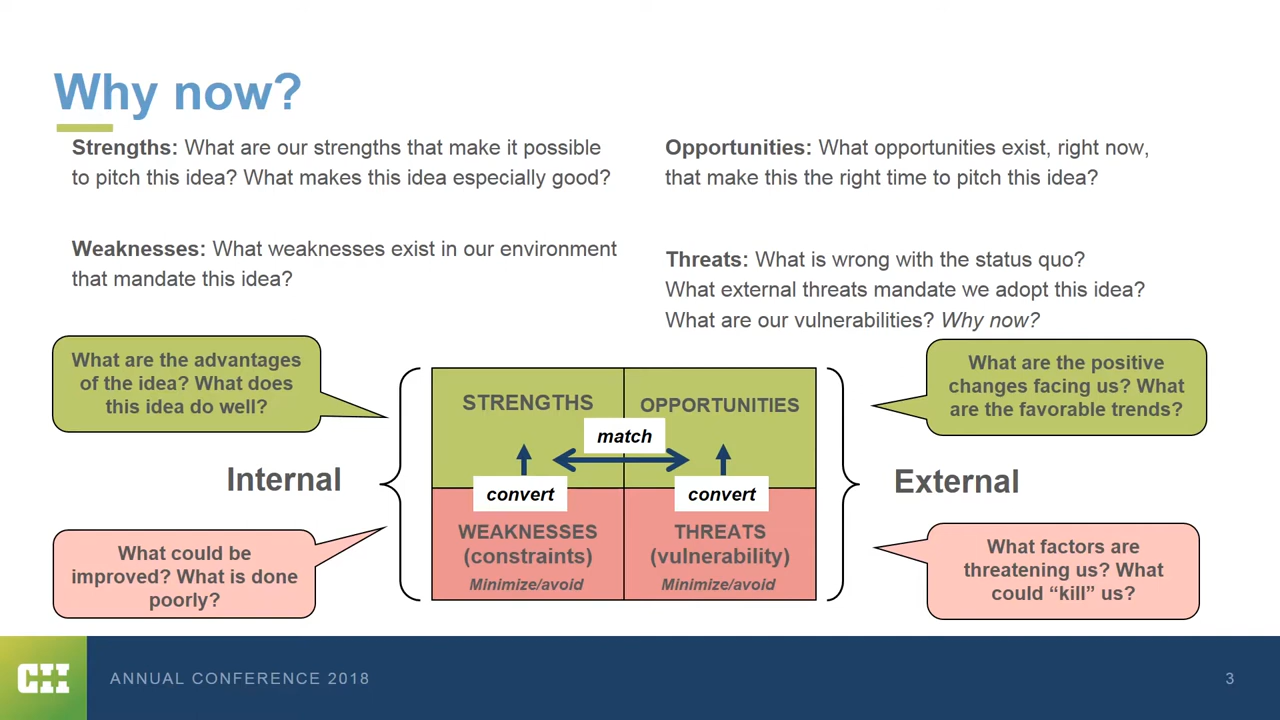 Why now?
Strengths: What are our strengths that make it possible
to pitch this idea? What makes this idea especially good?
Weaknesses: What weaknesses exist in our environment
that mandate this idea?
Opportunities: What opportunities exist, right now,
that make this the right time to pitch this idea?
Threats: What is wrong with the status quo?
What external threats mandate we adopt this idea?
What are our vulnerabilities? Why now?
What are the advantages
of the idea? What does
this idea do well?
Internal
What could be
improved? What is done
poorly?
STRENGTHS
OPPORTUNITIES
match
convert
convert
WEAKNESSES
(constraints)
Minimize/avoid
THREATS
(vulnerability)
Minimize/avoid
What are the positive
changes facing us? What
are the favorable trends?
External
What factors are
threatening us? What
could “kill” us?
CII
ANNUAL CONFERENCE 2018
3